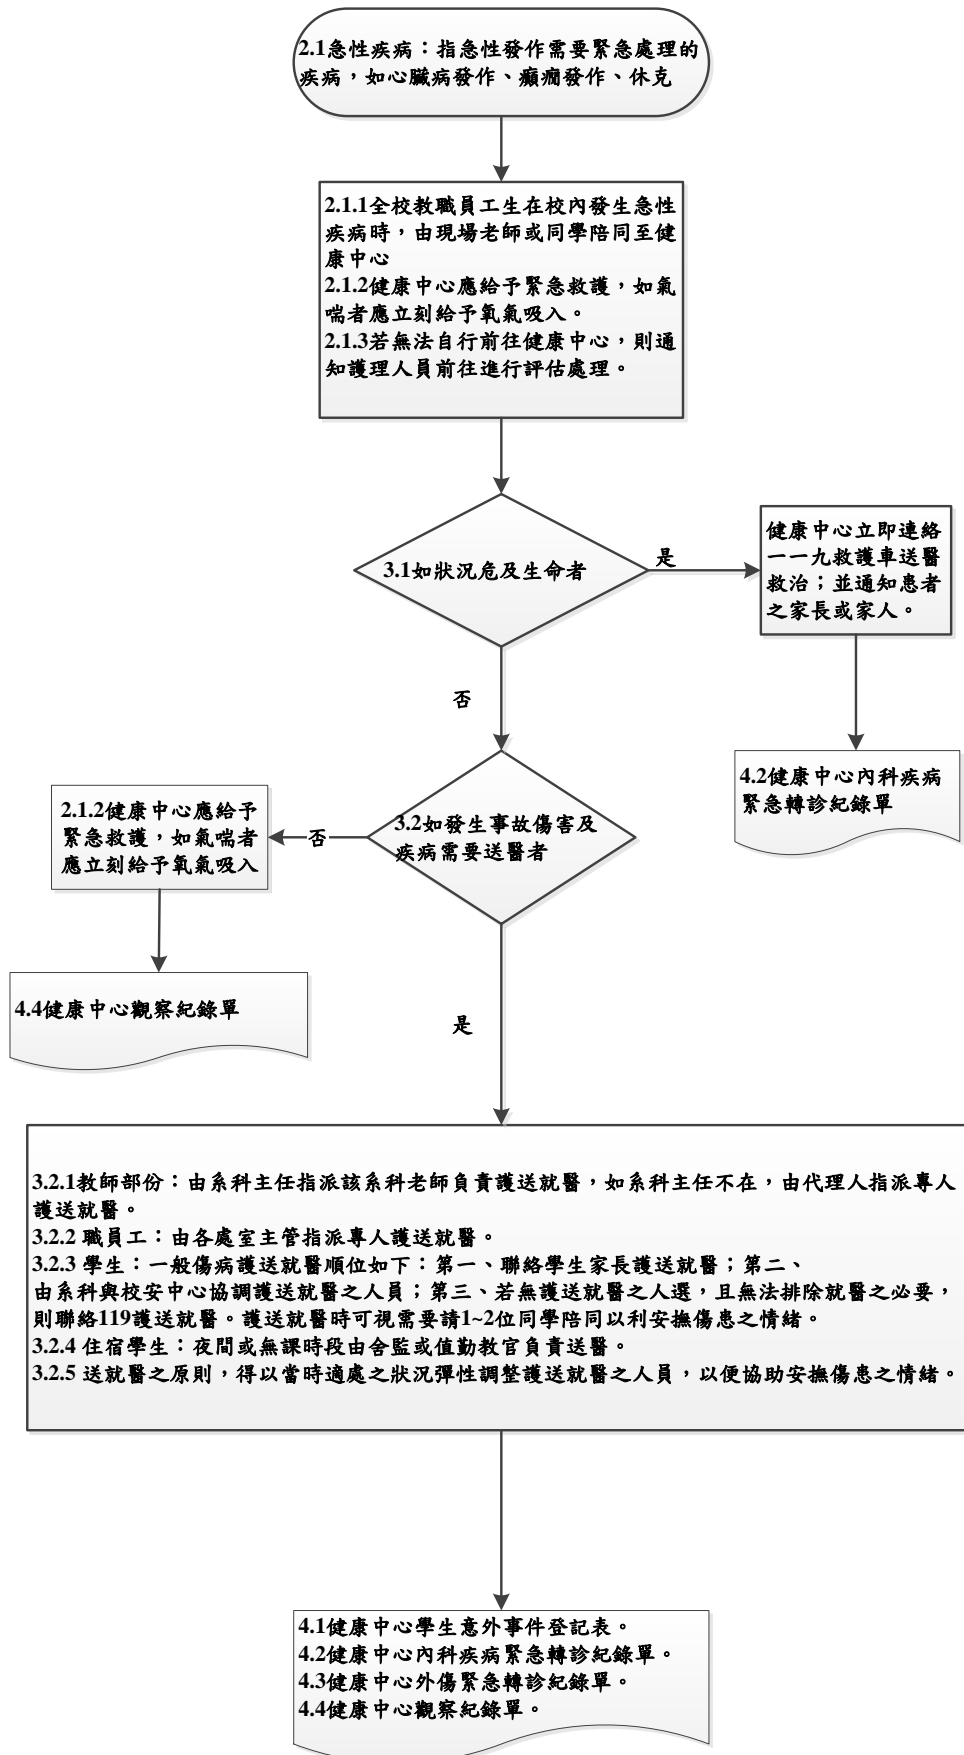 2.1急性疾病：指急性發作需要緊急處理的
疾病，如心臟病發作、癲癇發作、休克
2.1.1全校教職員工生在校內發生急性
疾病時，由現場老師或同學陪同至健
康中心
2.1.2健康中心應給予緊急救護，如氣
喘者應立刻給予氧氣吸入。
2.1.3若無法自行前往健康中心，則通
知護理人員前往進行評估處理。
3.1如狀況危及生命者
是
健康中心立即連絡
一一九救護車送醫
救治；並通知患者
之家長或家人。
否
4.2健康中心內科疾病
緊急轉診紀錄單
3.2如發生事故傷害及
疾病需要送醫者
否
2.1.2健康中心應給予
緊急救護，如氣喘者
應立刻給予氧氣吸入
4.4健康中心觀察紀錄單
是
3.2.1教師部份：由系科主任指派該系科老師負責護送就醫，如系科主任不在，由代理人指派專人
護送就醫。
3.2.2 職員工：由各處室主管指派專人護送就醫。
3.2.3 學生：一般傷病護送就醫順位如下：第一、聯絡學生家長護送就醫；第二、
由系科與校安中心協調護送就醫之人員；第三、若無護送就醫之人選，且無法排除就醫之必要，
則聯絡119護送就醫。護送就醫時可視需要請1~2位同學陪同以利安撫傷患之情緒。
3.2.4 住宿學生：夜間或無課時段由舍監或值勤教官負責送醫。
3.2.5 送就醫之原則，得以當時適處之狀況彈性調整護送就醫之人員，以便協助安撫傷患之情緒。
4.1健康中心學生意外事件登記表。
4.2健康中心內科疾病緊急轉診紀錄單。
4.3健康中心外傷緊急轉診紀錄單。
4.4健康中心觀察紀錄單。